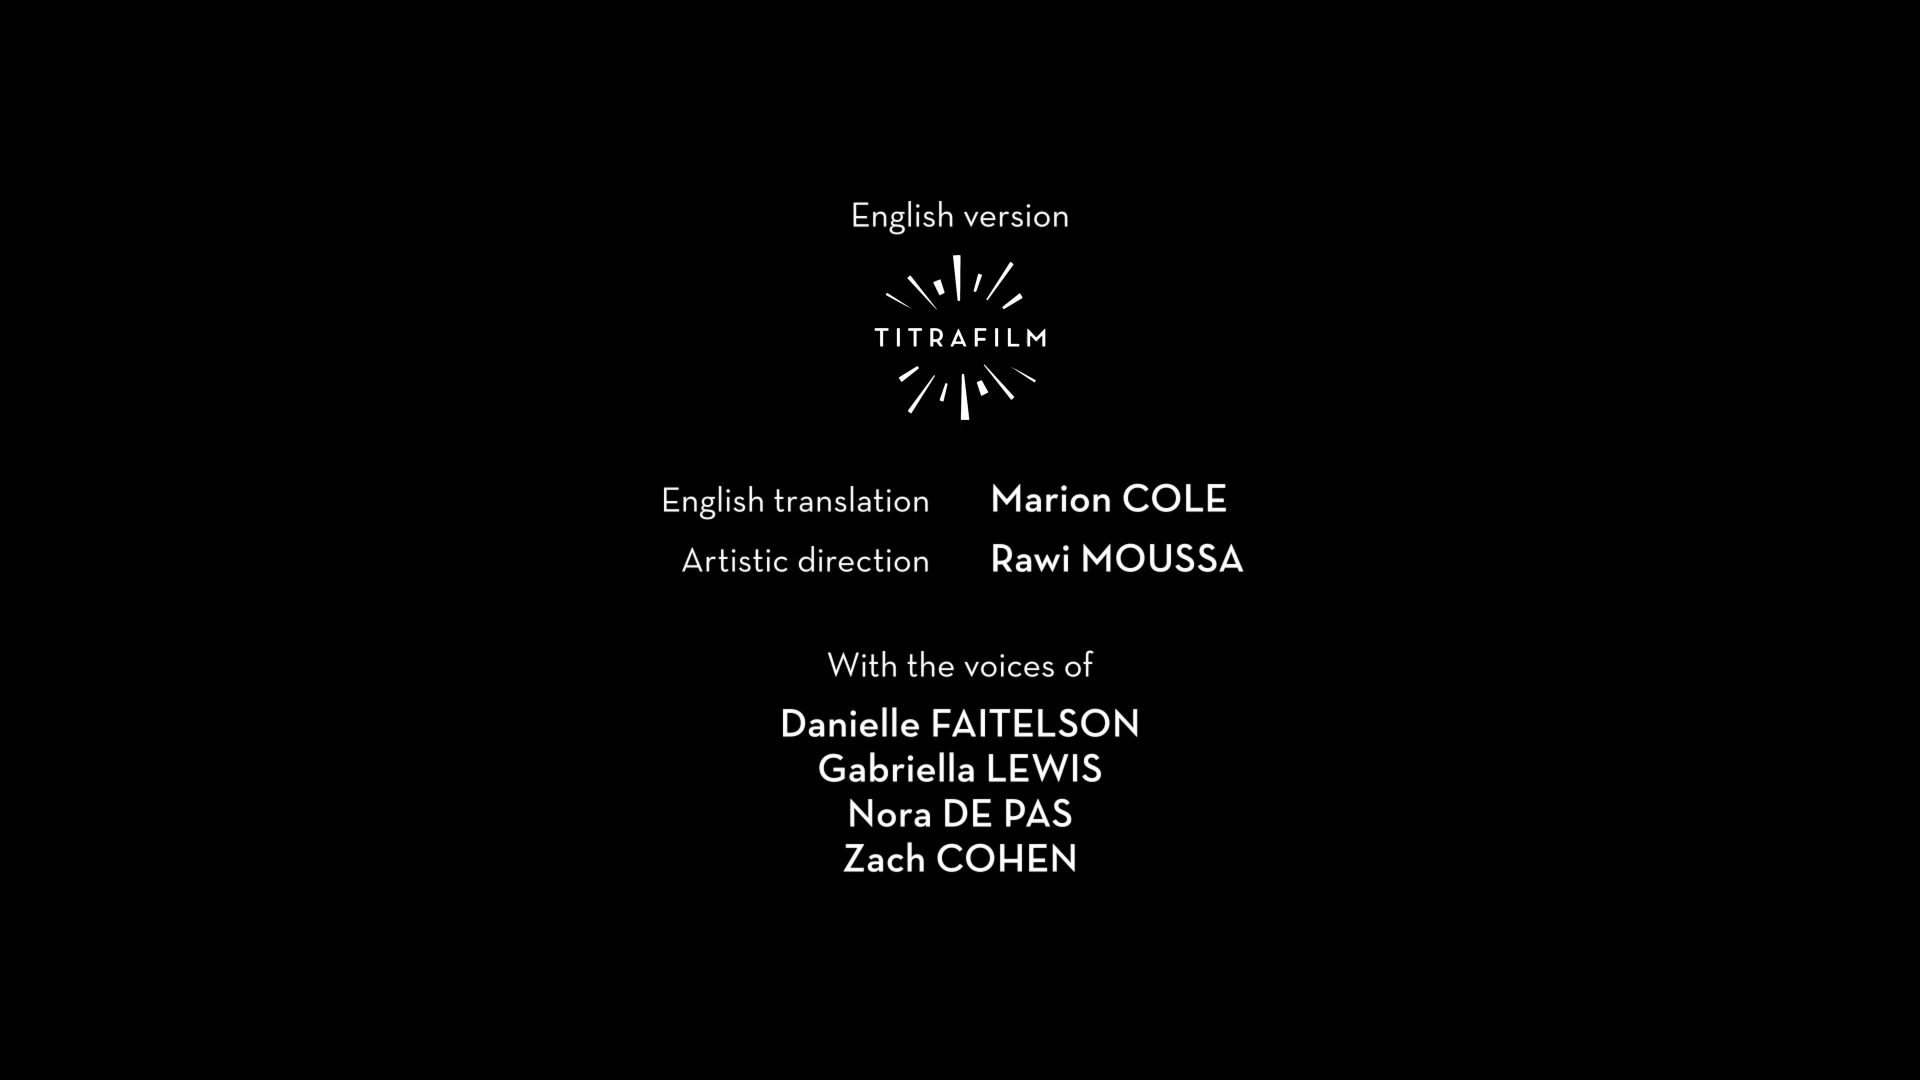 English version
TITRAFILM
English translation Marion COLE
Artistic direction Rawi MOUSSA
With the voices of
Danielle FAITELSON
Gabriella LEWIS
Nora DE PAS
Zach COHEN